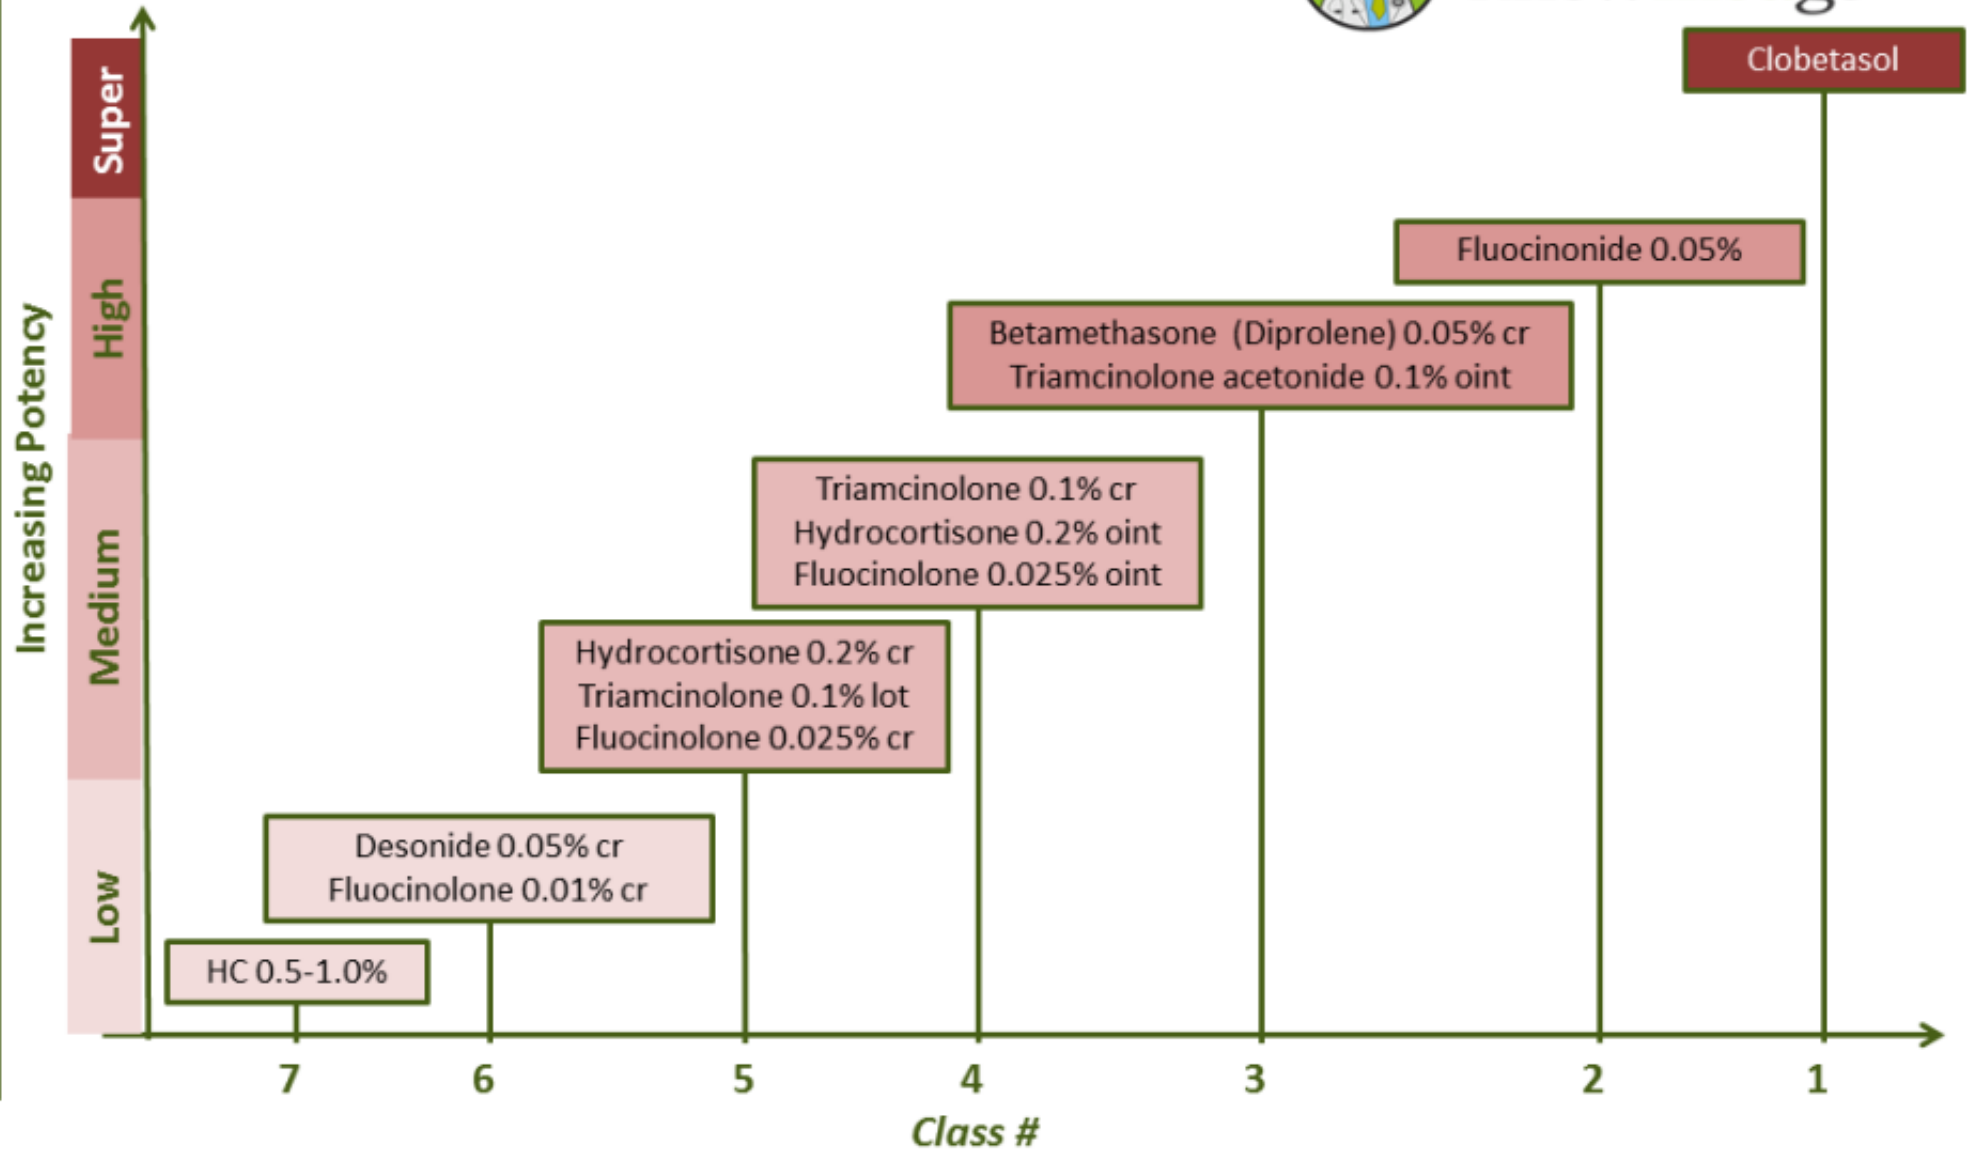 Clobetasol
Super
Fluocinonide 0.05%
High
Betamethasone (Diprolene) 0.05% cr
Triamcinolone acetonide 0.1% oint
Increasing Potency
Triamcinolone 0.1% cr
Hydrocortisone 0.2% oint
Fluocinolone 0.025% oint
Medium
Hydrocortisone 0.2% cr
Triamcinolone 0.1% lot
Fluocinolone 0.025% cr
Desonide 0.05% cr
Fluocinolone 0.01% cr
Low
HC 0.5-1.0%
7 6 5 4 3 2 1
Class #